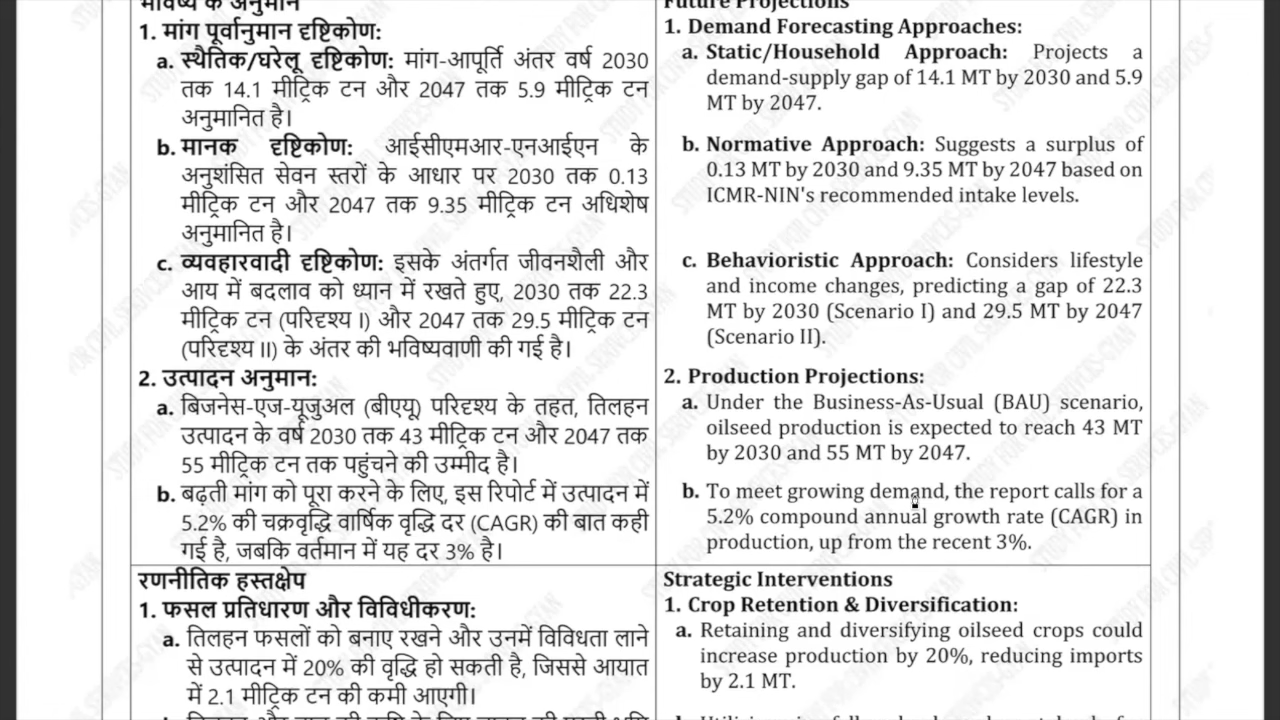 भविष्य के अनुमान
1. मांग पूर्वानुमान दृष्टिकोण:
a. स्थैतिक/घरेलू दृष्टिकोण: मांग-आपूर्ति अंतर वर्ष 2030
तक 14.1 मीट्रिक टन और 2047 तक 5.9 मीट्रिक टन
अनुमानित है।
b. मानक दृष्टिकोण: आईसीएमआर-एनआईएन के
अनुशंसित सेवन स्तरों के आधार पर 2030 तक 0.13
मीट्रिक टन और 2047 तक 9.35 मीट्रिक टन अधिशेष
अनुमानित है।
c. व्यवहारवादी दृष्टिकोण: इसके अंतर्गत जीवनशैली और
आय में बदलाव को ध्यान में रखते हुए, 2030 तक 22.3
मीट्रिक टन (परिदृश्य I) और 2047 तक 29.5 मीट्रिक टन
(परिदृश्य II) के अंतर की भविष्यवाणी की गई है।
2. उत्पादन अनुमान:
a. बिजनेस-एज-यूजुअल (बीएयू) परिदृश्य के तहत, तिलहन
उत्पादन के वर्ष 2030 तक 43 मीट्रिक टन और 2047 तक
55 मीट्रिक टन तक पहुंचने की उम्मीद है।
b. बढ़ती मांग को पूरा करने के लिए, इस रिपोर्ट में उत्पादन में
5.2% की चक्रवृद्धि वार्षिक वृद्धि दर (CAGR) की बात कही
गई है, जबकि वर्तमान में यह दर 3% है।
Future Projections
1. Demand Forecasting Approaches:
a. Static/Household Approach: Projects a
demand-supply gap of 14.1 MT by 2030 and 5.9
MT by 2047.
b. Normative Approach: Suggests a surplus of
0.13 MT by 2030 and 9.35 MT by 2047 based on
ICMR-NIN's recommended intake levels.
c. Behavioristic Approach: Considers lifestyle
and income changes, predicting a gap of 22.3
MT by 2030 (Scenario I) and 29.5 MT by 2047
(Scenario II).
2. Production Projections:
a. Under the Business-As-Usual (BAU) scenario,
oilseed production is expected to reach 43 MT
by 2030 and 55 MT by 2047.
b. To meet growing demand, the report calls for a
5.2% compound annual growth rate (CAGR) in
production, up from the recent 3%.
रणनीतिक हस्तक्षेप
1. फसल प्रतिधारण और विविधीकरण:
a. तिलहन फसलों को बनाए रखने और उनमें विविधता लाने
से उत्पादन में 20% की वृद्धि हो सकती है, जिससे आयात
में 2.1 मीट्रिक टन की कमी आएगी।
Strategic Interventions
1. Crop Retention & Diversification:
a. Retaining and diversifying oilseed crops could
increase production by 20%, reducing imports
by 2.1 MT.